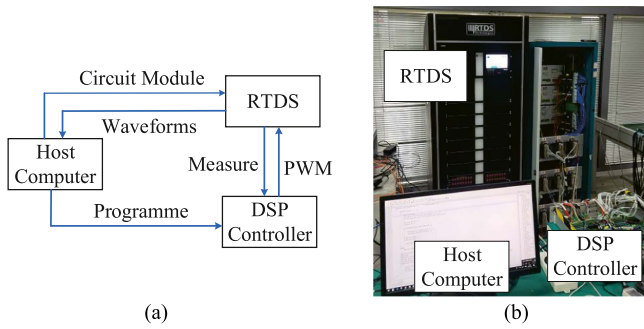 Circuit Module
RTDS
Waveforms
Host
Computer
Measure
PWM
Programme
DSP
Controller
(a)
RTDS
RTDS
Host
Computer
DSP
Controller
(b)